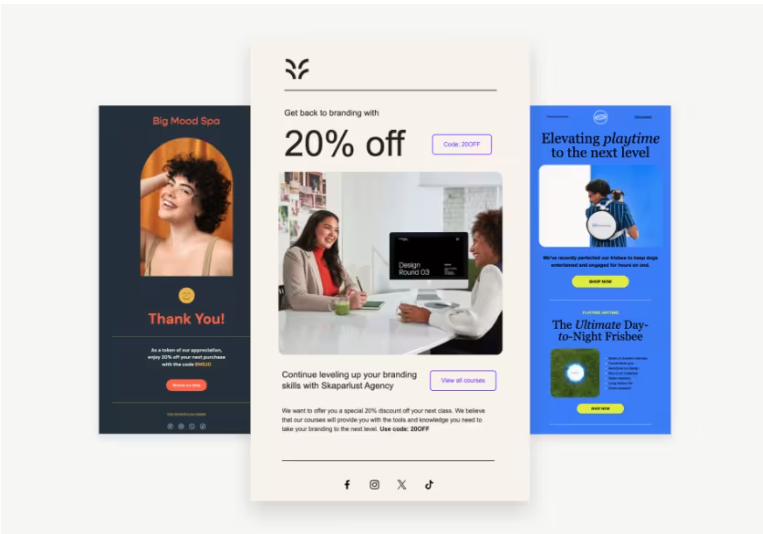 Big Mood Spa
Thank You!
As a token of our appreciation,
enjoy 20% off your next purchase
with the code
Get back to branding with
20% off
Code: 20OFF
Design
Round 03
Continue leveling up your branding
skills with Skaparlust Agency
View all courses
We want to offer you a special 20% discount off your next class. We believe
that our courses will provide you with the tools and knowledge you need to
take your branding to the next level. Use code: 20OFF
Elevating playtime
to the next level
We've recently perfected our frisbee to keep dogs
entertained and engaged for hours on end.
SHOP NOW
The Ultimate Day-
to-Night Frisbee
SHOP NOW